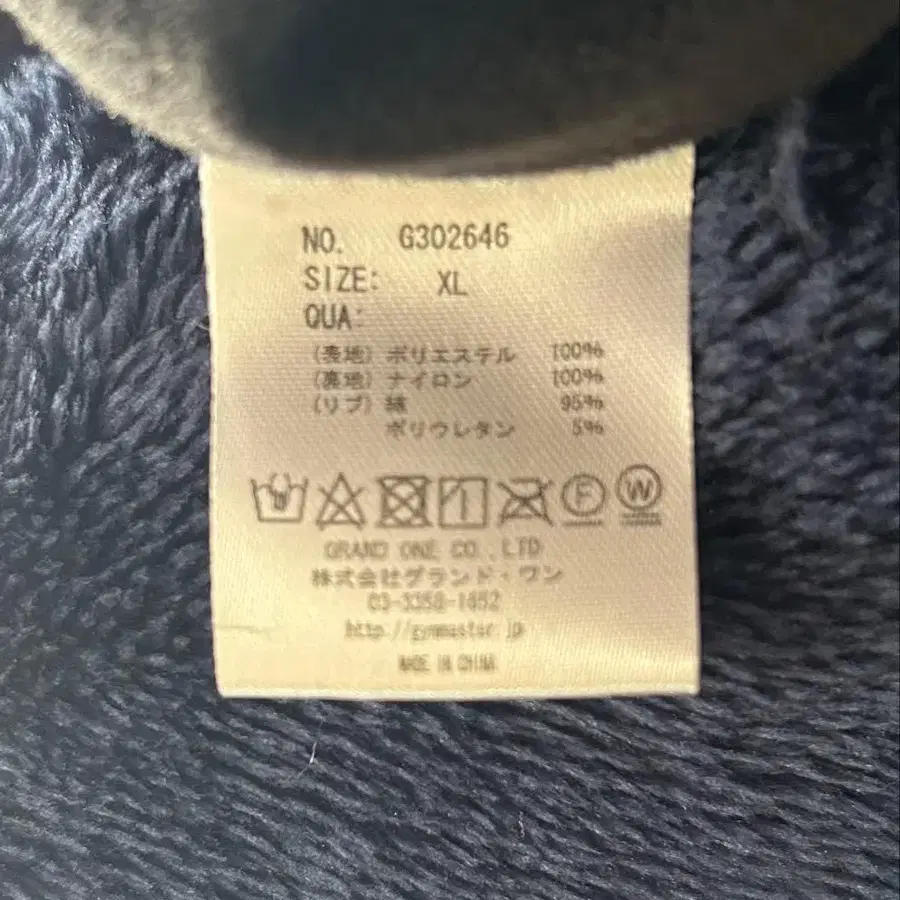 NO. G302646
SIZE: XL
QUA:
(表地) ポリエステル 100%
(裏地) ナイロン 100%
(リブ) 綿 95%
ポリウレタン 5%
F W
GRAND ONE CO.,LTD
株式会社グランド・ワン
03-3358-1652
http://gymmaster.jp
MADE IN CHINA